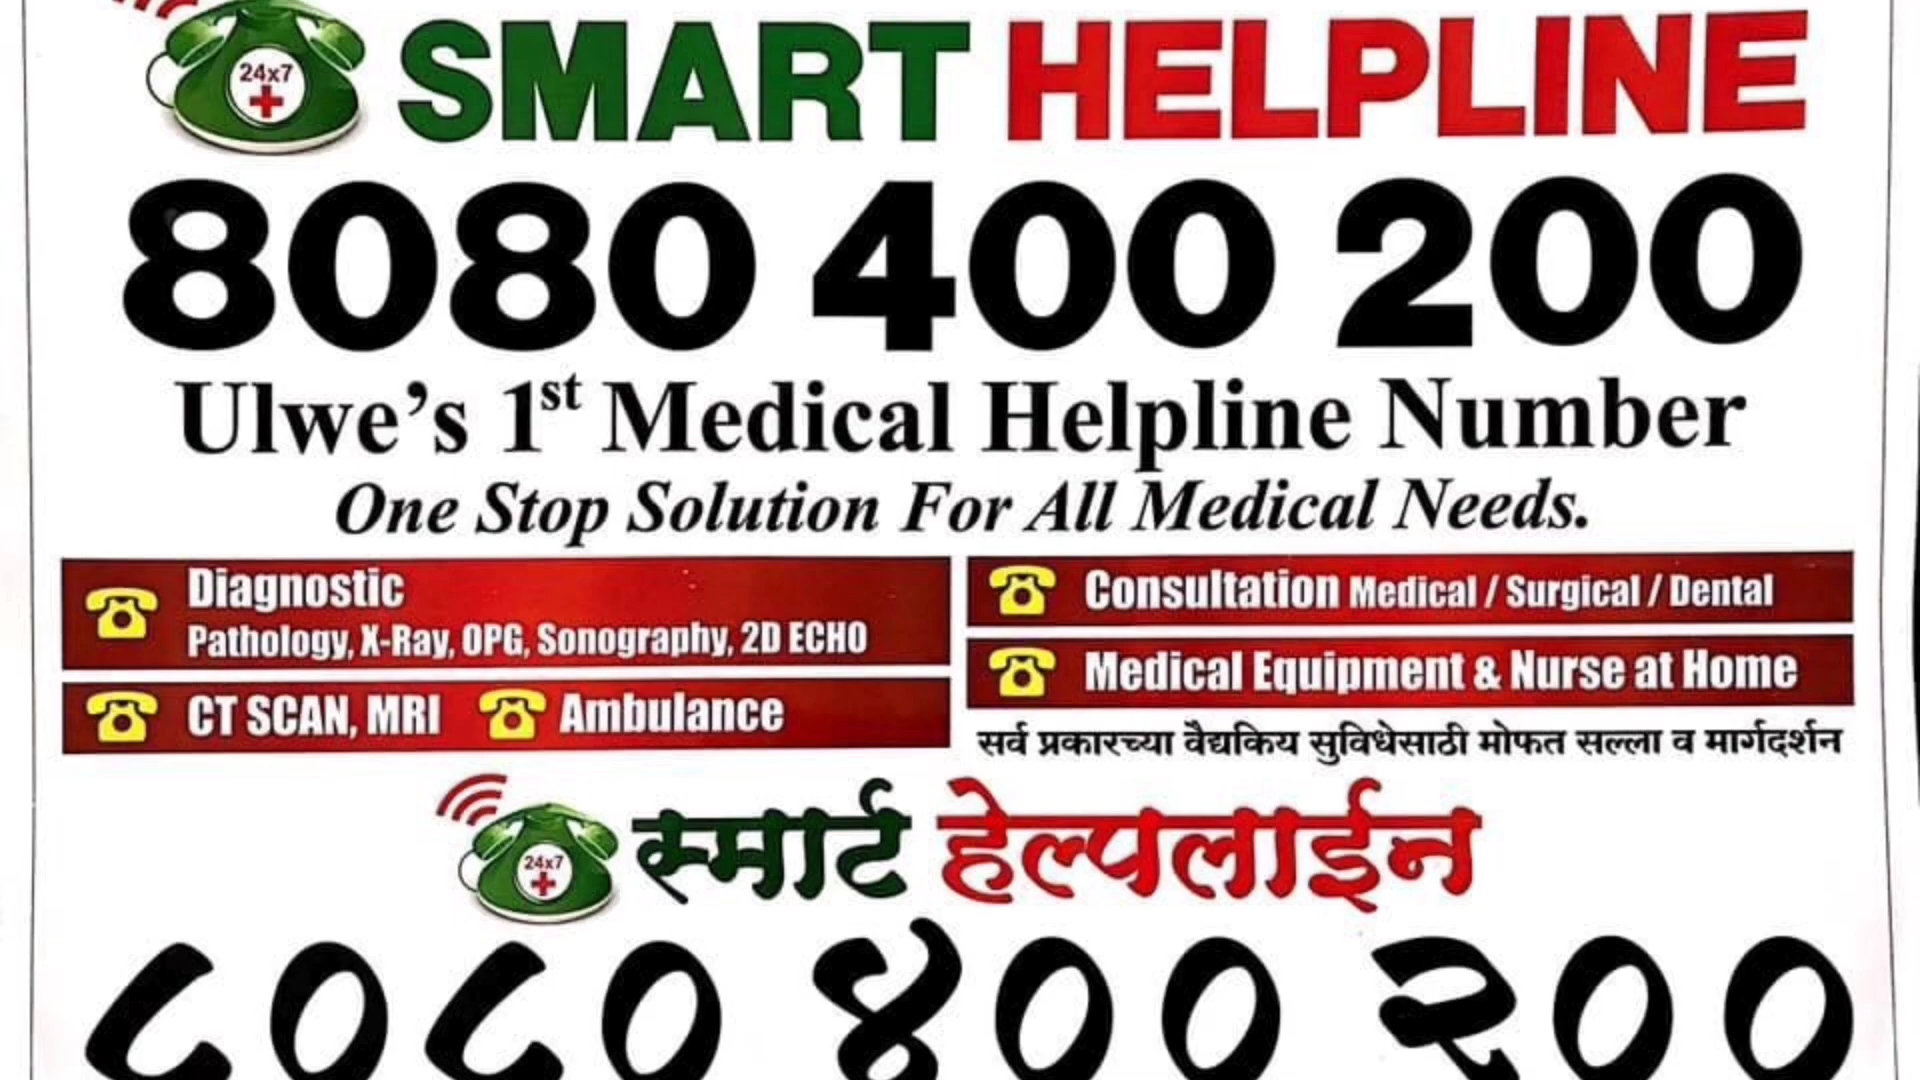 24x7
SMART HELPLINE
8080 400 200
Ulwe's 1st Medical Helpline Number
One Stop Solution For All Medical Needs.
Diagnostic
Pathology, X-Ray, OPG, Sonography, 2D ECHO
CT SCAN, MRI Ambulance
Consultation Medical / Surgical / Dental
Medical Equipment & Nurse at Home
सर्व प्रकारच्या वैद्यकिय सुविधेसाठी मोफत सल्ला व मार्गदर्शन
24x7
स्मार्ट हेल्पलाईन
८०८० ४०० २००